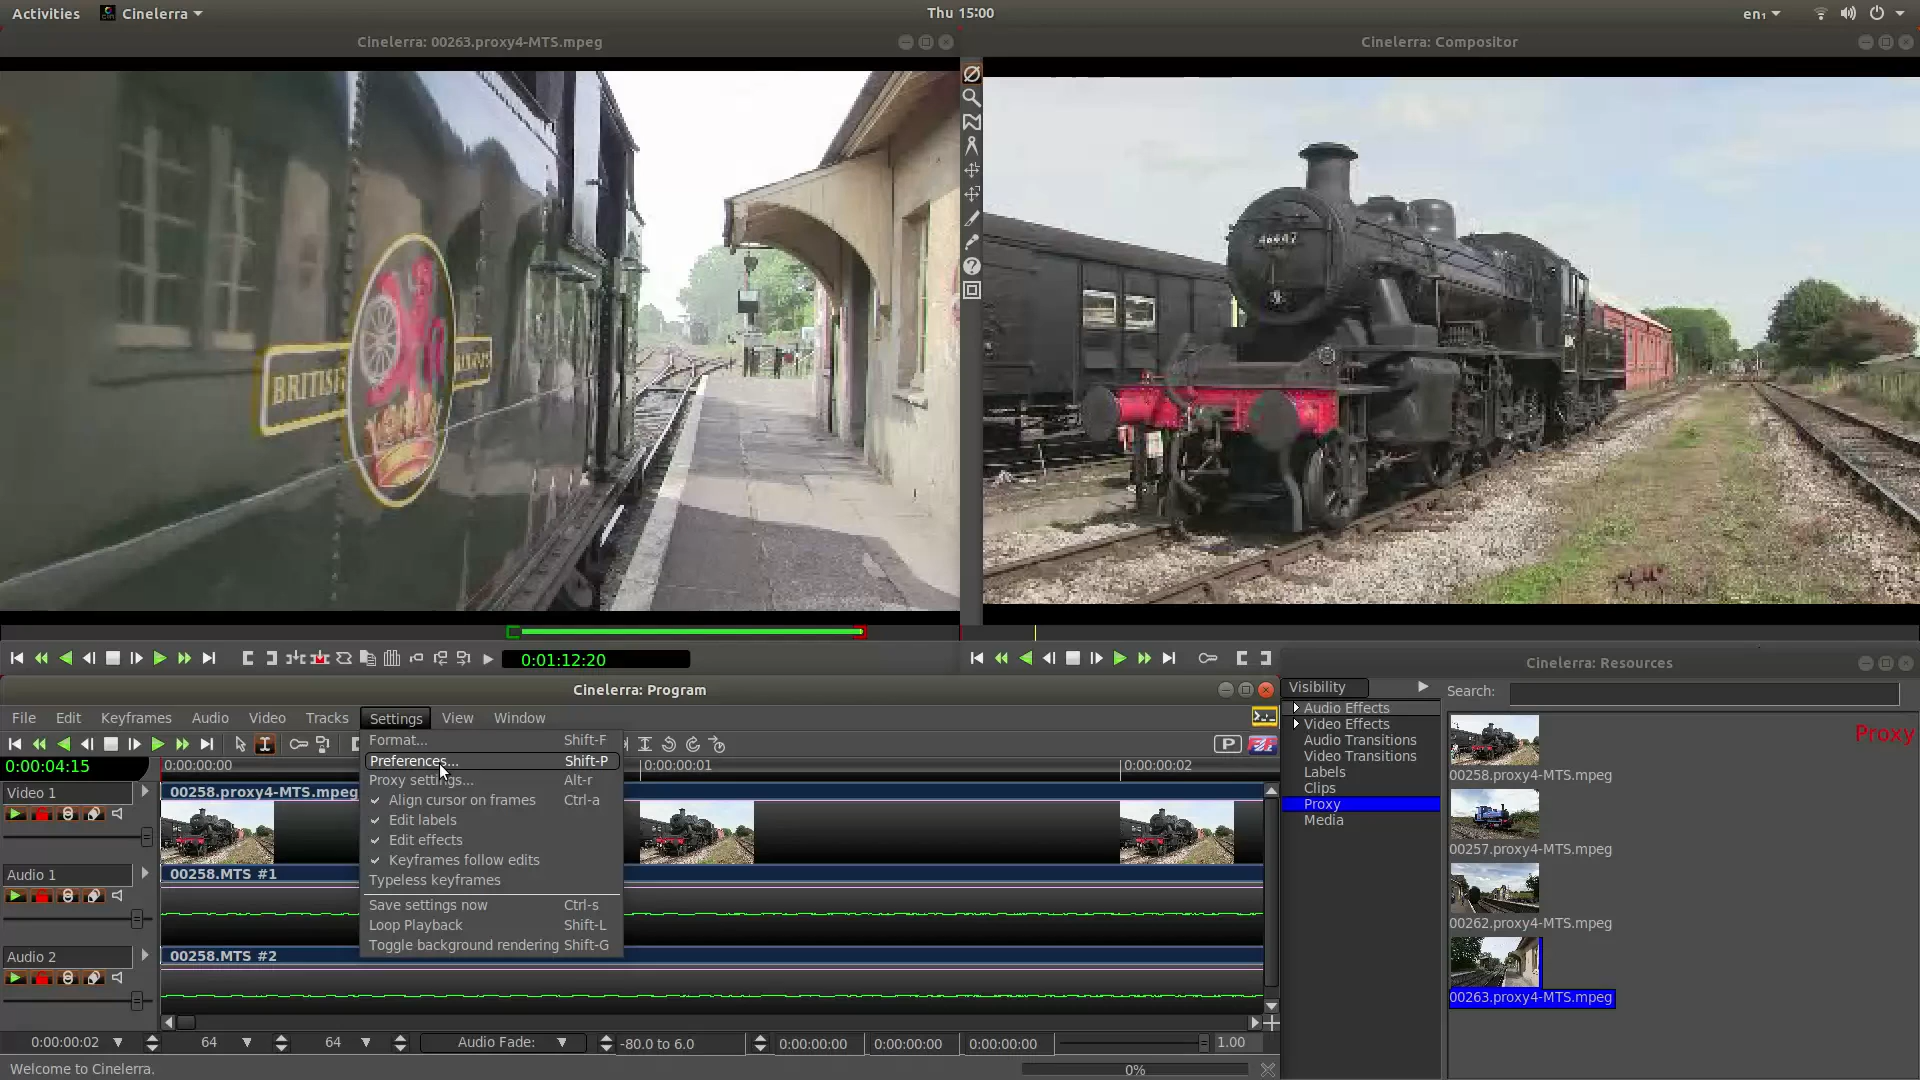 Activities
Cinelerra
Thu 15:00
en₁
Cinelerra: 00263.proxy4-MTS.mpeg
Cinelerra: Compositor
BRITISH
46447
0:01:12:20
Cinelerra: Program
File Edit Keyframes Audio Video Tracks Settings View Window
Format... Shift-F
Preferences... Shift-P
Proxy settings... Alt-r
Align cursor on frames Ctrl-a
Edit labels
Edit effects
Keyframes follow edits
Typeless keyframes
Save settings now Ctrl-s
Loop Playback Shift-L
Toggle background rendering Shift-G
P
0:00:04:15
0:00:00:00
0:00:00:01
0:00:00:02
Video 1
00258.proxy4-MTS.mpeg
Audio 1
00258.MTS #1
Audio 2
00258.MTS #2
0:00:00:02
64
64
Audio Fade:
-80.0 to 6.0
0:00:00:00
0:00:00:00
0:00:00:00
1.00
Welcome to Cinelerra.
0%
Cinelerra: Resources
Visibility
Search:
Audio Effects
Video Effects
Audio Transitions
Video Transitions
Labels
Clips
Proxy
Media
Proxy
00258.proxy4-MTS.mpeg
00257.proxy4-MTS.mpeg
00262.proxy4-MTS.mpeg
00263.proxy4-MTS.mpeg